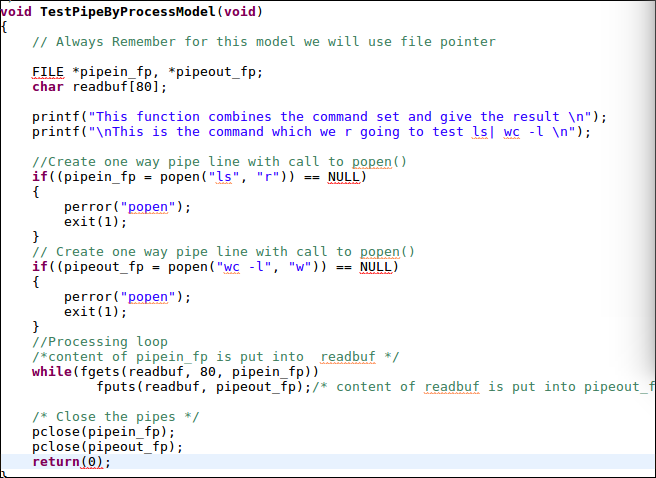 void TestPipeByProcessModel(void)
{
// Always Remember for this model we will use file pointer
FILE *pipein_fp, *pipeout_fp;
char readbuf[80];
printf("This function combines the command set and give the result \n");
printf("\nThis is the command which we r going to test ls| wc -l \n");
//Create one way pipe line with call to popen()
if((pipein_fp = popen("ls", "r")) == NULL)
{
perror("popen");
exit(1);
}
// Create one way pipe line with call to popen()
if((pipeout_fp = popen("wc -l", "w")) == NULL)
{
perror("popen");
exit(1);
}
//Processing loop
/*content of pipein_fp is put into  readbuf */
while(fgets(readbuf, 80, pipein_fp))
fputs(readbuf, pipeout_fp);/* content of readbuf is put into pipeout_f
/* Close the pipes */
pclose(pipein_fp);
pclose(pipeout_fp);
return(0);
}